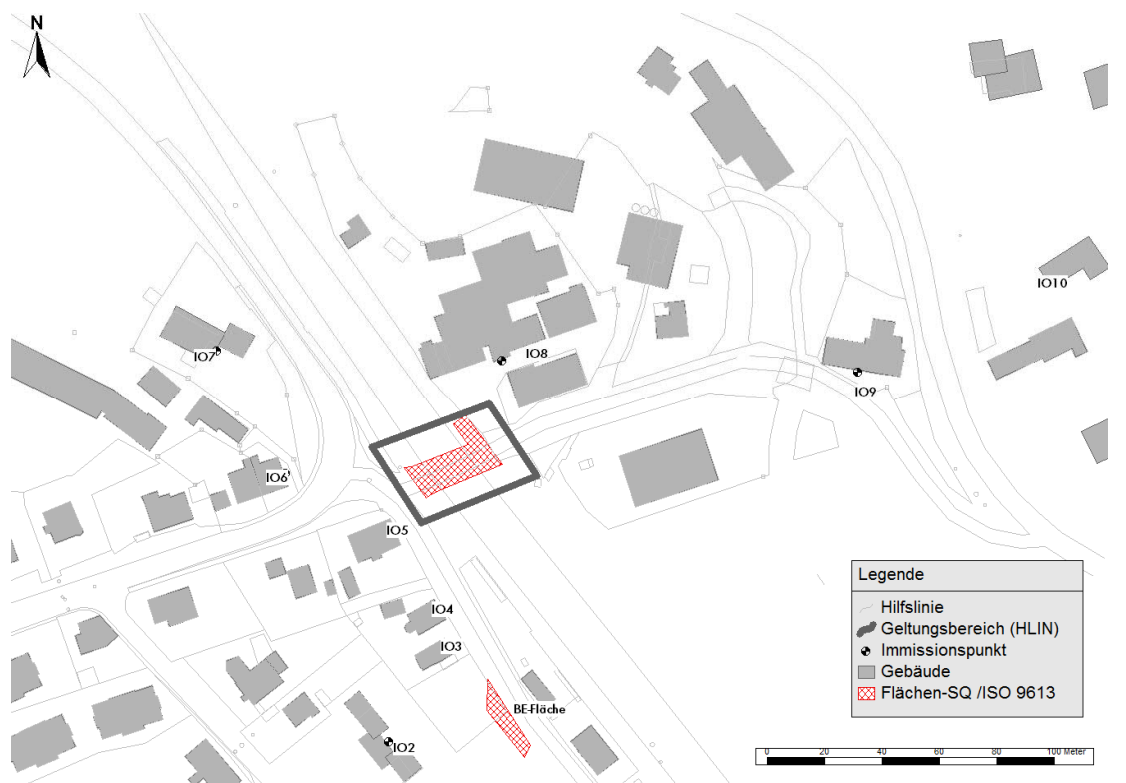 N
IO10
IO7
IO8
IO9
IO6
IO5
IO4
IO3
BE-Fläche
IO2
Legende
Hilfslinie
Geltungsbereich (HLIN)
Immissionspunkt
Gebäude
Flächen-SQ /ISO 9613
0 20 40 60 80 100 Meter